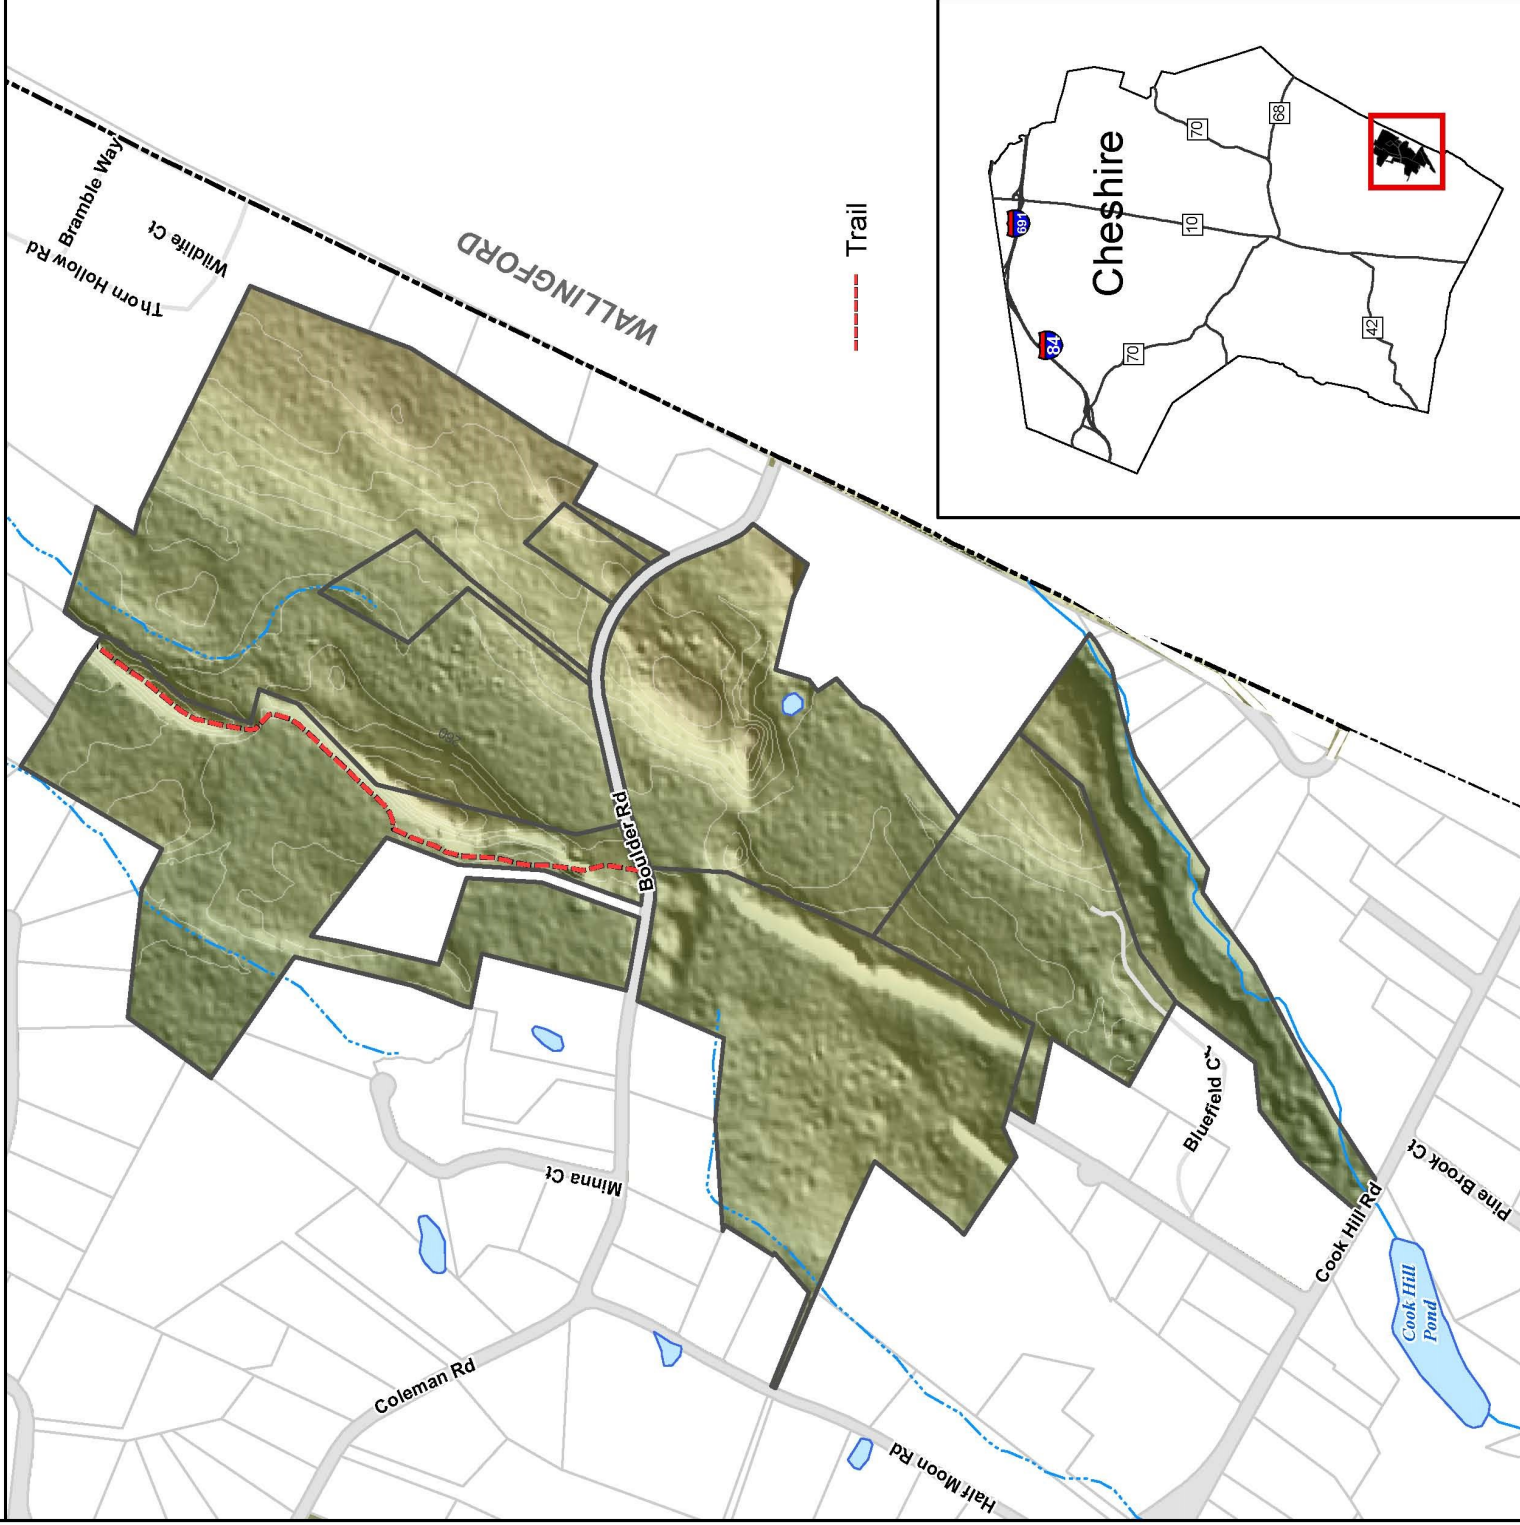 Bramble Way
Wildlife Ct
Thorn Hollow Rd
WALLINGFORD
Trail
Cheshire
691
84
70
68
10
70
42
Boulder Rd
Minna Ct
Coleman Rd
Half Moon Rd
Bluefield Ct
Cook Hill Rd
Pine Brook Ct
Cook Hill
Pond